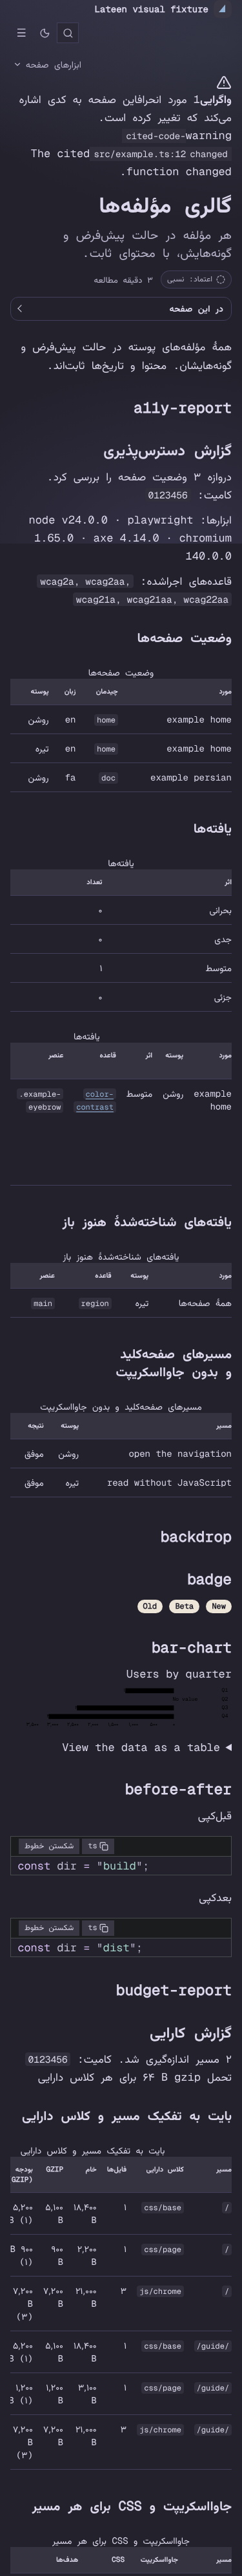 Lateen visual fixture
ابزارهای صفحه
واگرایی1 مورد انحرافاین صفحه به کدی اشاره
می‌کند که تغییر کرده است.
cited-code-warning
The cited src/example.ts:12 changed
function changed.
گالری مؤلفه‌ها
هر مؤلفه در حالت پیش‌فرض و
گونه‌هایش، با محتوای ثابت.
اعتماد: نسبی
۳ دقیقه مطالعه
در این صفحه
همهٔ مؤلفه‌های پوسته در حالت پیش‌فرض و
گونه‌هایشان. محتوا و تاریخ‌ها ثابت‌اند.
a11y-report
گزارش دسترس‌پذیری
دروازه ۳ وضعیت صفحه را بررسی کرد.
کامیت: 0123456
ابزارها: node v24.0.0 · playwright
1.65.0 · axe 4.14.0 · chromium
140.0.0
قاعده‌های اجراشده: wcag2a, wcag2aa,
wcag21a, wcag21aa, wcag22aa
وضعیت صفحه‌ها
وضعیت صفحه‌ها
مورد چیدمان زبان پوسته
example home home en روشن
example home home en تیره
example persian doc fa روشن
یافته‌ها
یافته‌ها
اثر تعداد
بحرانی ۰
جدی ۰
متوسط ۱
جزئی ۰
یافته‌ها
مورد پوسته اثر قاعده عنصر
example home روشن متوسط color-contrast .example-eyebrow
یافته‌های شناخته‌شدهٔ هنوز باز
یافته‌های شناخته‌شدهٔ هنوز باز
مورد پوسته قاعده عنصر
همهٔ صفحه‌ها تیره region main
مسیرهای صفحه‌کلید
و بدون جاوااسکریپت
مسیرهای صفحه‌کلید و بدون جاوااسکریپت
مسیر پوسته نتیجه
open the navigation روشن موفق
read without JavaScript تیره موفق
backdrop
badge
New Beta Old
bar-chart
Users by quarter
View the data as a table
before-after
قبل‌کپی
ts شکستن خطوط
const dir = "build";
بعدکپی
ts شکستن خطوط
const dir = "dist";
budget-report
گزارش کارایی
۲ مسیر اندازه‌گیری شد. کامیت: 0123456
تحمل ۶۴ B gzip برای هر کلاس دارایی
بایت به تفکیک مسیر و کلاس دارایی
بایت به تفکیک مسیر و کلاس دارایی
مسیر کلاس دارایی فایل‌ها خام GZIP بودجه (GZIP)
/ css/base ۱ ۱۸,۴۰۰ B ۵,۱۰۰ B ۵,۲۰۰ B (۱)
/ css/page ۱ ۲,۲۰۰ B ۹۰۰ B ۹۰۰ B (۱)
/ js/chrome ۳ ۲۱,۰۰۰ B ۷,۲۰۰ B ۷,۲۰۰ B (۳)
/guide/ css/base ۱ ۱۸,۴۰۰ B ۵,۱۰۰ B ۵,۲۰۰ B (۱)
/guide/ css/page ۱ ۳,۱۰۰ B ۱,۲۰۰ B ۱,۲۰۰ B (۱)
/guide/ js/chrome ۳ ۲۱,۰۰۰ B ۷,۲۰۰ B ۷,۲۰۰ B (۳)
جاوااسکریپت و CSS برای هر مسیر
جاوااسکریپت و CSS برای هر مسیر
مسیر جاوااسکریپت CSS هدف‌ها